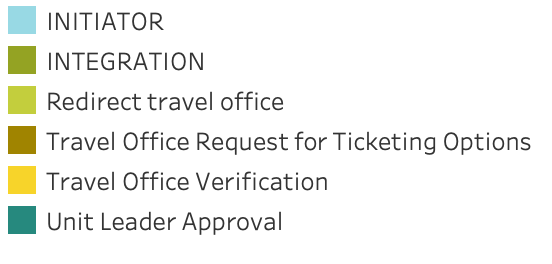 INITIATOR
INTEGRATION
Redirect travel office
Travel Office Request for Ticketing Options
Travel Office Verification
Unit Leader Approval